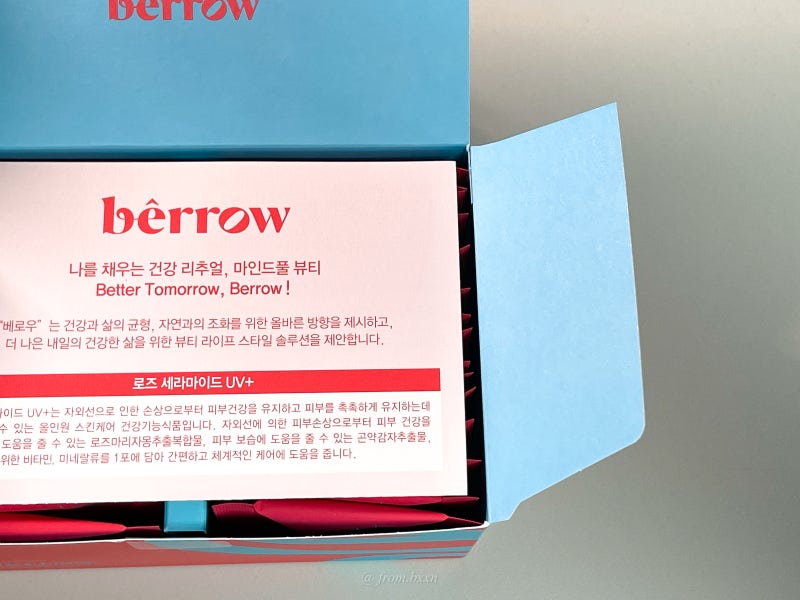 berrow
bêrrow
나를 채우는 건강 리추얼, 마인드풀 뷰티
Better Tomorrow, Berrow!
"베로우" 는 건강과 삶의 균형, 자연과의 조화를 위한 올바른 방향을 제시하고,
더 나은 내일의 건강한 삶을 위한 뷰티 라이프 스타일 솔루션을 제안합니다.
로즈 세라마이드 UV+
UV+는 자외선으로 인한 손상으로부터 피부건강을 유지하고 피부를 촉촉하게 유지하는데
수 있는 올인원 스킨케어 건강기능식품입니다. 자외선에 의한 피부손상으로부터 피부 건강을
도움을 줄 수 있는 로즈마리자몽추출복합물, 피부 보습에 도움을 줄 수 있는 곤약감자추출물,
위한 비타민, 미네랄류를 1포에 담아 간편하고 체계적인 케어에 도움을 줍니다.
@from.hxxn